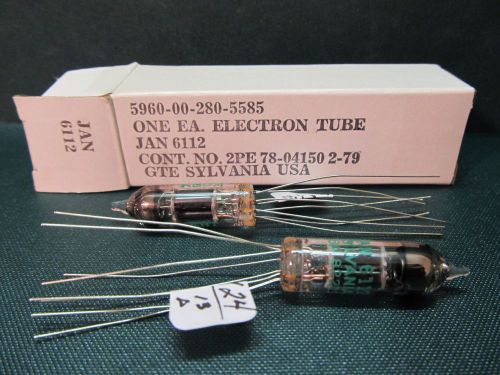 JAN
6112
5960-00-280-5585
ONE EA. ELECTRON TUBE
JAN 6112
CONT. NO. 2PE 78-04150 2-79
GTE SYLVANIA USA
24
13
A